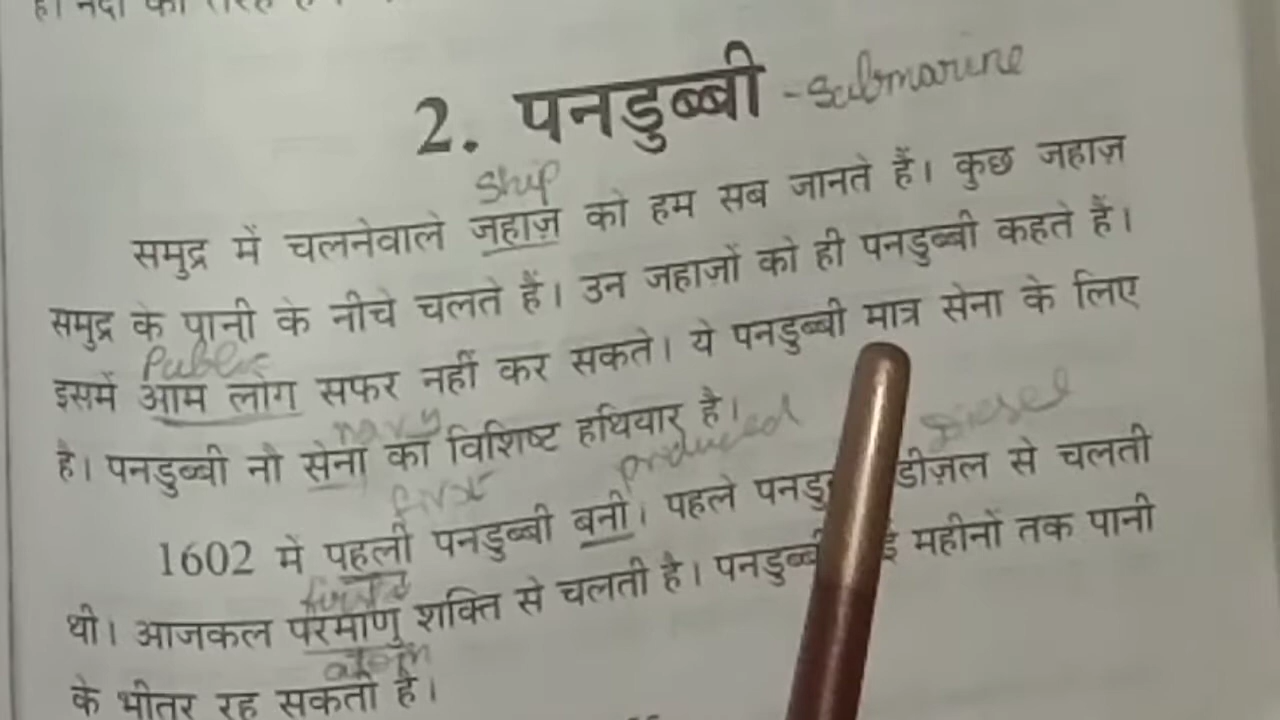 2. पनडुब्बी - Submarine
Ship
समुद्र में चलनेवाले जहाज़ को हम सब जानते हैं। कुछ जहाज़
समुद्र के पानी के नीचे चलते हैं। उन जहाज़ों को ही पनडुब्बी कहते हैं।
Public
इसमें आम लोग सफर नहीं कर सकते। ये पनडुब्बी मात्र सेना के लिए
navy
है। पनडुब्बी नौ सेना का विशिष्ट हथियार है।
first produced Diesel
1602 में पहली पनडुब्बी बनी। पहले डीज़ल से चलती
थी। आजकल परमाणु शक्ति से चलती है। महीनों तक पानी
atom
के भीतर रह सकती है।